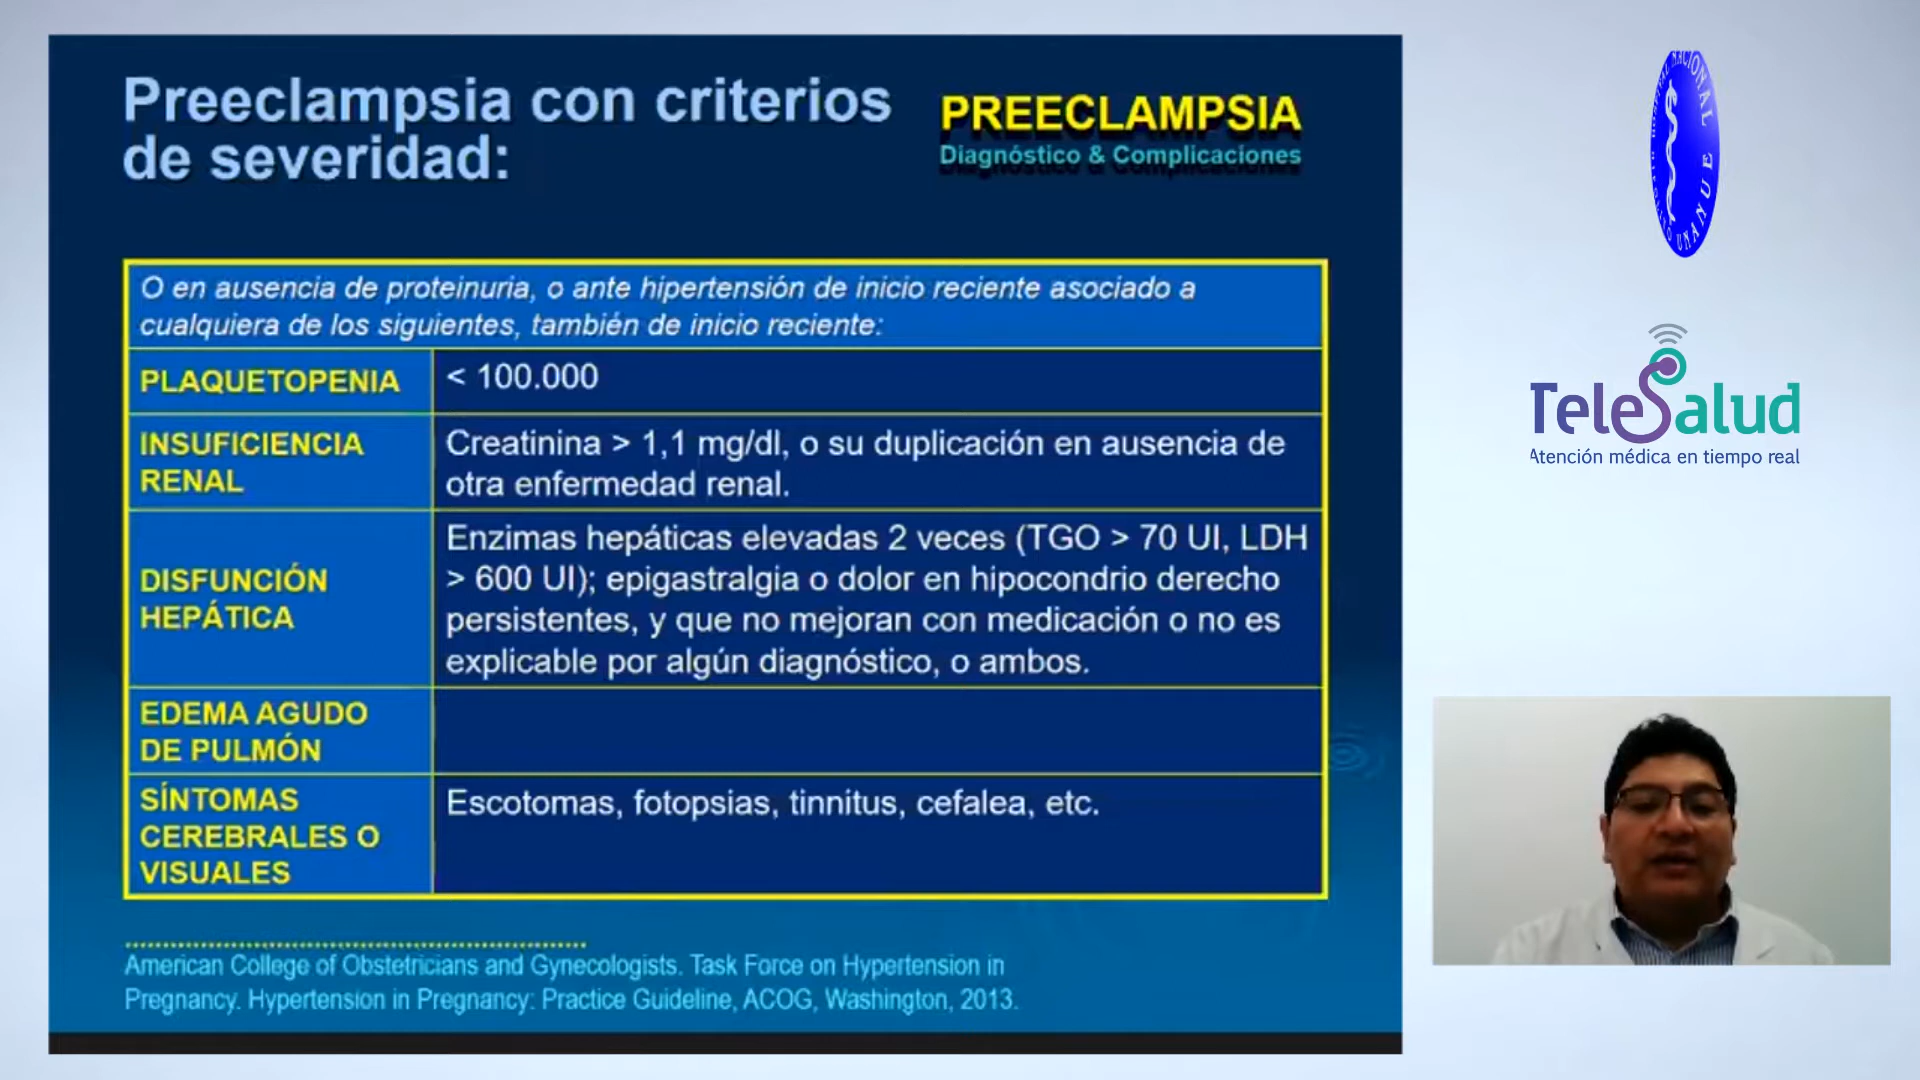 Preeclampsia con criterios
de severidad:
PREECLAMPSIA
Diagnóstico & Complicaciones
O en ausencia de proteinuria, o ante hipertensión de inicio reciente asociado a
cualquiera de los siguientes, también de inicio reciente:
PLAQUETOPENIA
< 100.000
INSUFICIENCIA
RENAL
Creatinina > 1,1 mg/dl, o su duplicación en ausencia de
otra enfermedad renal.
DISFUNCIÓN
HEPÁTICA
Enzimas hepáticas elevadas 2 veces (TGO > 70 UI, LDH
> 600 UI); epigastralgia o dolor en hipocondrio derecho
persistentes, y que no mejoran con medicación o no es
explicable por algún diagnóstico, o ambos.
EDEMA AGUDO
DE PULMÓN
SÍNTOMAS
CEREBRALES O
VISUALES
Escotomas, fotopsias, tinnitus, cefalea, etc.
American College of Obstetricians and Gynecologists. Task Force on Hypertension in
Pregnancy. Hypertension in Pregnancy: Practice Guideline, ACOG, Washington, 2013.
NACIONAL
UNANUE
TeleSalud
Atención médica en tiempo real